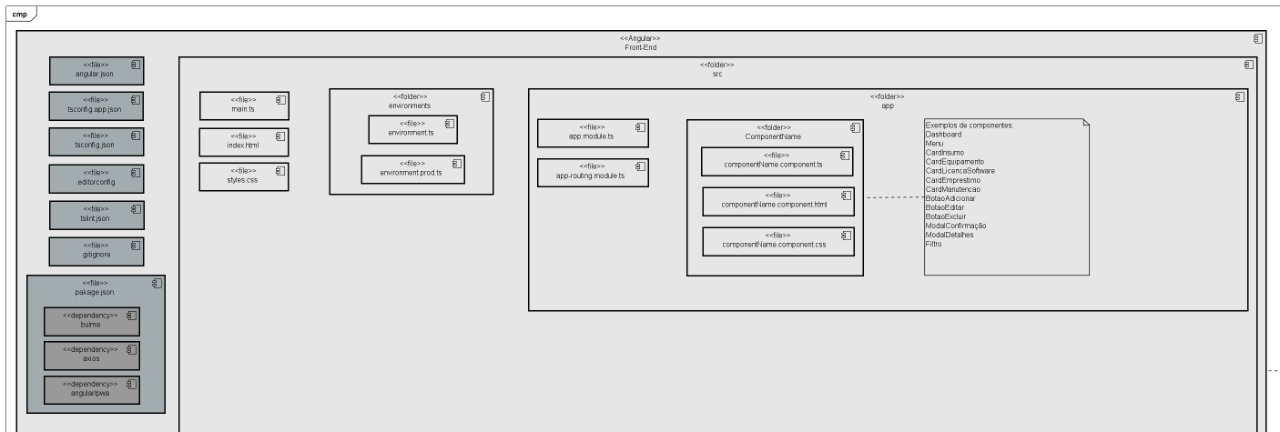 cmp
<<Angular>>
Front-End
<<file>>
angular.json
<<file>>
tsconfig.app.json
<<file>>
tsconfig.json
<<file>>
editorconfig
<<file>>
tslint.json
<<file>>
gitignore
<<file>>
pakage.json
<<dependency>>
bulma
<<dependency>>
axios
<<dependency>>
angular/pwa
<<folder>>
src
<<file>>
main.ts
<<file>>
index.html
<<file>>
styles.css
<<folder>>
environments
<<file>>
environment.ts
<<file>>
environment.prod.ts
<<folder>>
app
<<file>>
app.module.ts
<<file>>
app-routing.module.ts
<<folder>>
ComponentName
<<file>>
componentName.component.ts
<<file>>
componentName.component.html
<<file>>
componentName.component.css
Exemplos de componentes:
Dashboard
Menu
CardInsumo
CardEquipamento
CardLicencaSoftware
CardEmprestimo
CardManutencao
BotaoAdicionar
BotaoEditar
BotaoExcluir
ModalConfirmação
ModalDetalhes
Filtro